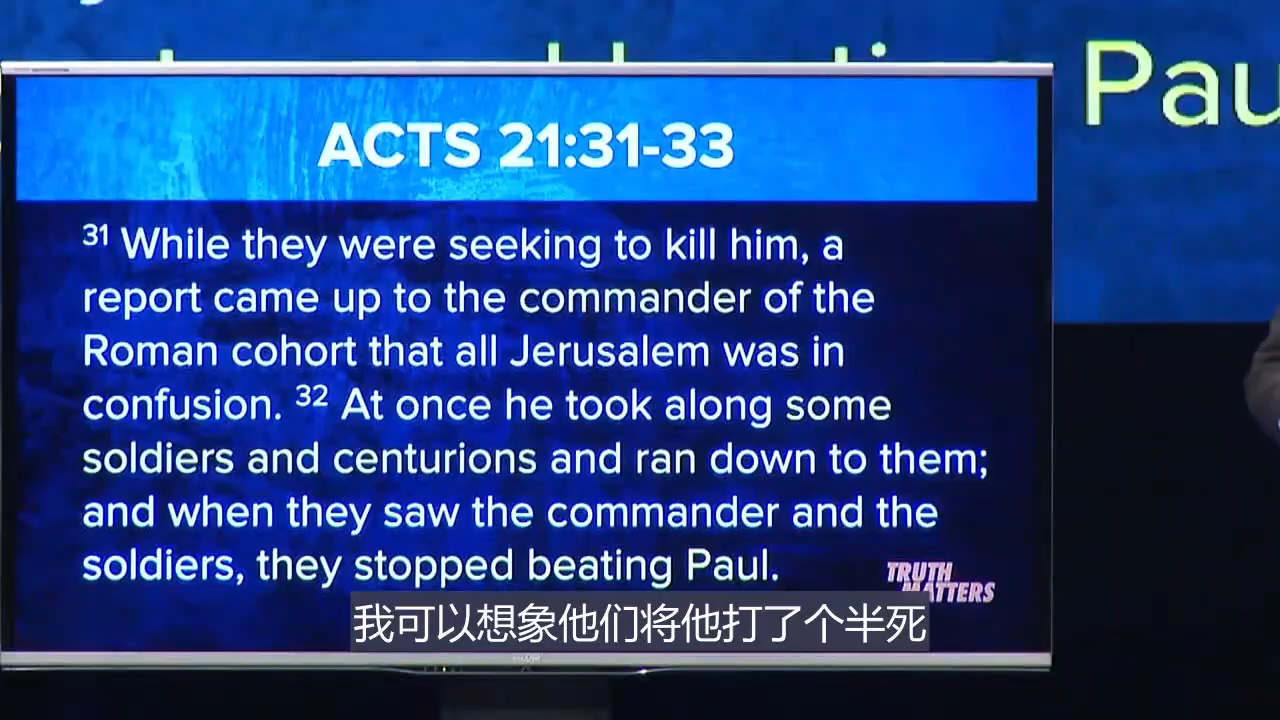 Pau
ACTS 21:31-33
31 While they were seeking to kill him, a
report came up to the commander of the
Roman cohort that all Jerusalem was in
confusion. 32 At once he took along some
soldiers and centurions and ran down to them;
and when they saw the commander and the
soldiers, they stopped beating Paul.
TRUTH
MATTERS
我可以想象他们将他打了个半死